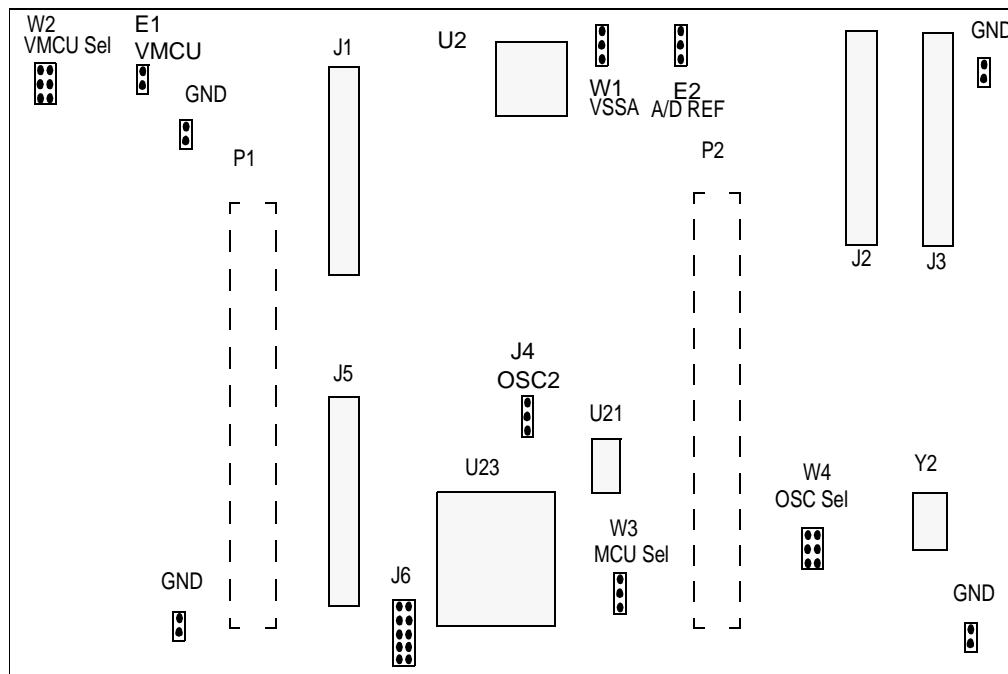 W2
VMCU Sel
E1
VMCU
GND
J1
U2
W1
VSSA
E2
A/D REF
GND
P1
P2
J2
J3
J4
OSC2
J5
U21
U23
W4
OSC Sel
Y2
W3
MCU Sel
GND
J6
GND